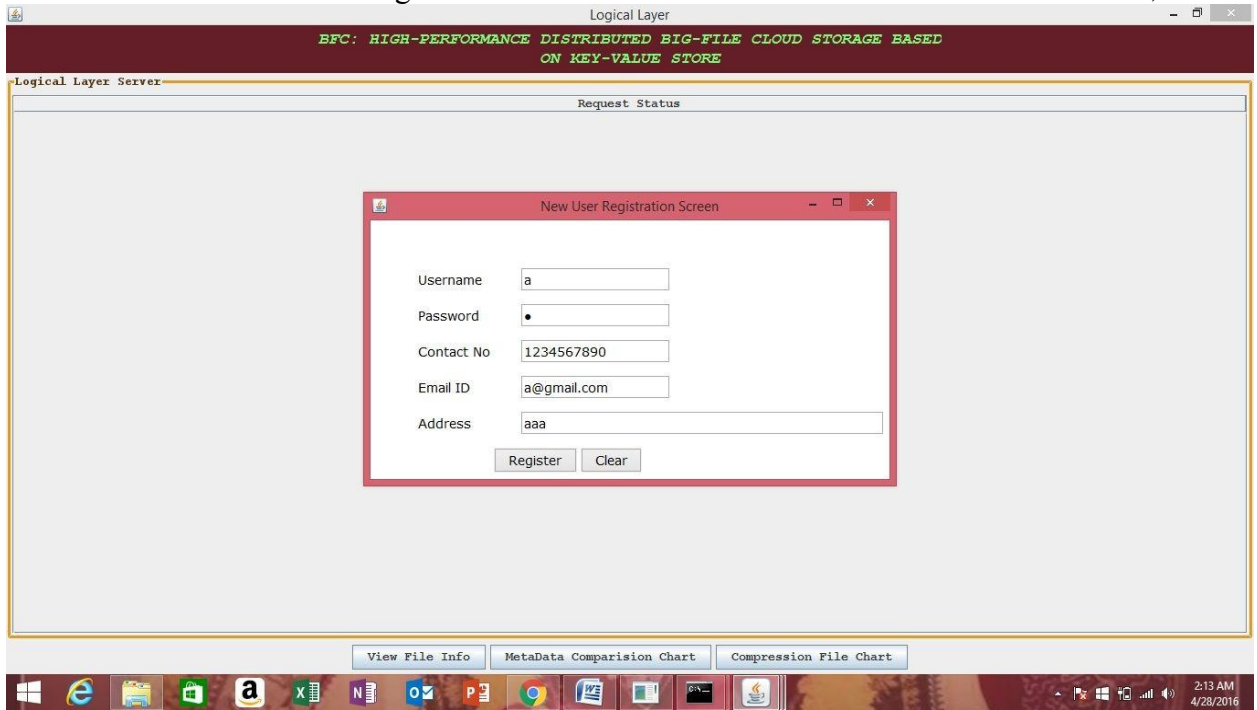 Logical Layer
BFC: HIGH-PERFORMANCE DISTRIBUTED BIG-FILE CLOUD STORAGE BASED
ON KEY-VALUE STORE
Logical Layer Server
Request Status
New User Registration Screen
Username a
Password •
Contact No 1234567890
Email ID a@gmail.com
Address aaa
Register Clear
View File Info MetaData Comparision Chart Compression File Chart
2:13 AM
4/28/2016